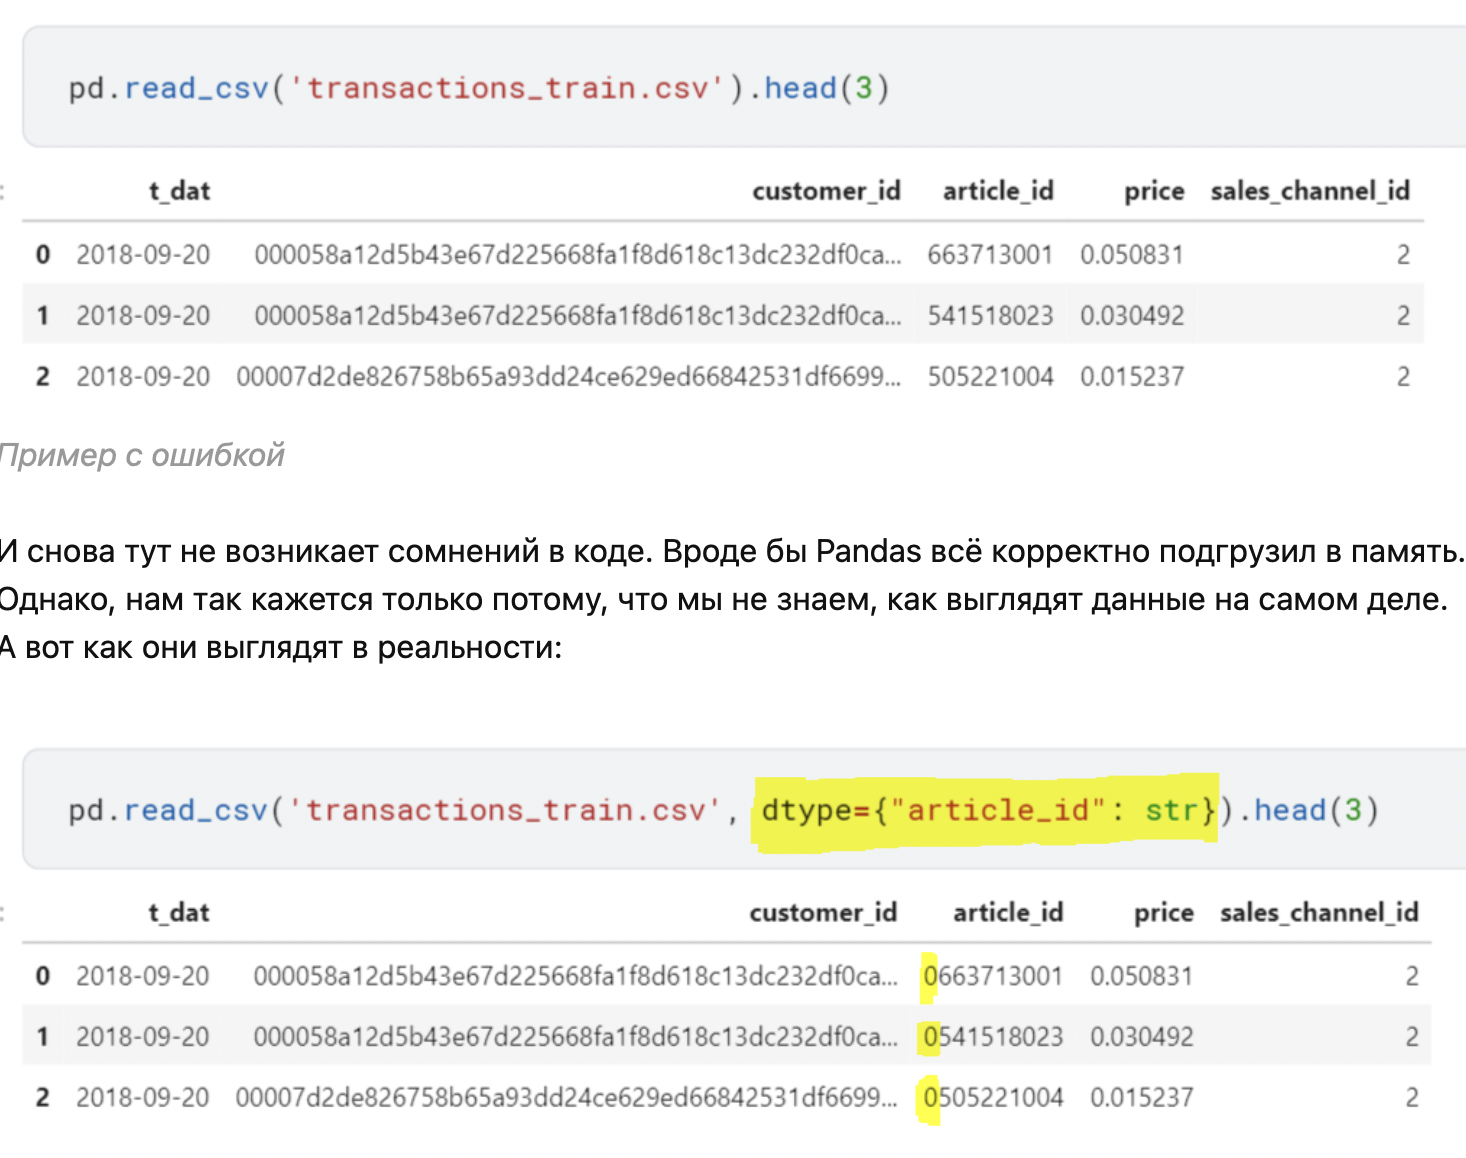 pd.read_csv('transactions_train.csv').head(3)
t_dat customer_id article_id price sales_channel_id
0 2018-09-20 000058a12d5b43e67d225668fa1f8d618c13dc232df0ca... 663713001 0.050831 2
1 2018-09-20 000058a12d5b43e67d225668fa1f8d618c13dc232df0ca... 541518023 0.030492 2
2 2018-09-20 00007d2de826758b65a93dd24ce629ed66842531df6699... 505221004 0.015237 2
Пример с ошибкой
И снова тут не возникает сомнений в коде. Вроде бы Pandas всё корректно подгрузил в память.
Однако, нам так кажется только потому, что мы не знаем, как выглядят данные на самом деле.
А вот как они выглядят в реальности:
pd.read_csv('transactions_train.csv', dtype={"article_id": str}).head(3)
t_dat customer_id article_id price sales_channel_id
0 2018-09-20 000058a12d5b43e67d225668fa1f8d618c13dc232df0ca... 0663713001 0.050831 2
1 2018-09-20 000058a12d5b43e67d225668fa1f8d618c13dc232df0ca... 0541518023 0.030492 2
2 2018-09-20 00007d2de826758b65a93dd24ce629ed66842531df6699... 0505221004 0.015237 2